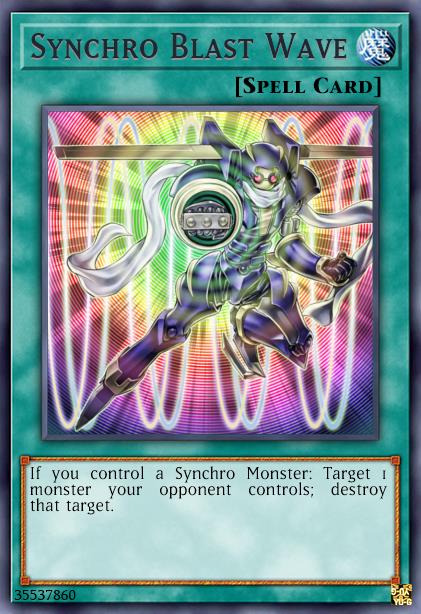 Synchro Blast Wave
魔
[Spell Card]
If you control a Synchro Monster: Target 1
monster your opponent controls; destroy
that target.
35537860